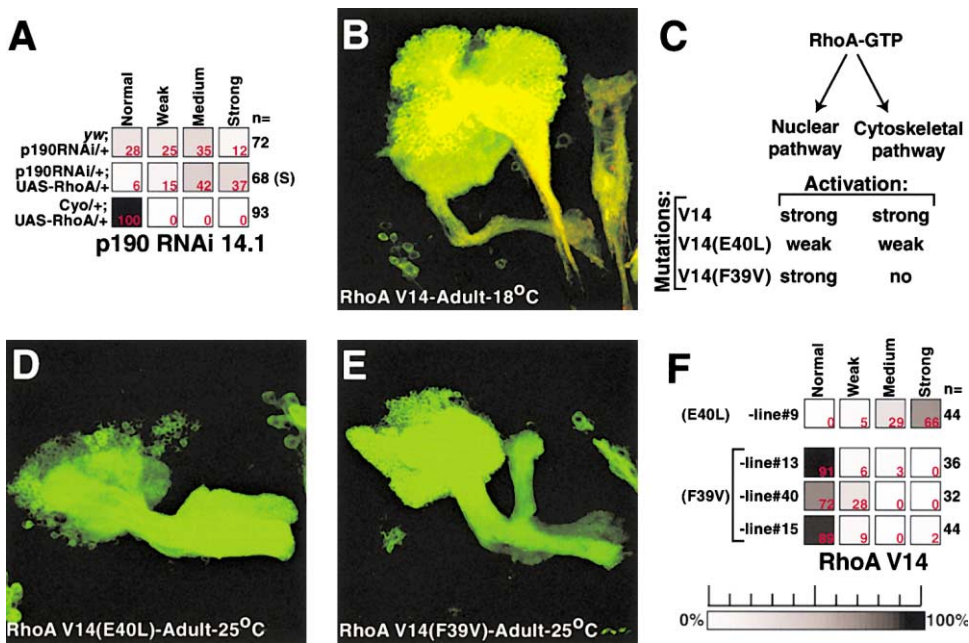 A
Normal
Weak
Medium
Strong
n=
yw;
p190RNAi/+
28
25
35
12
72
p190RNAi/+;
UAS-RhoA/+
6
15
42
37
68 (S)
Cyo/+;
UAS-RhoA/+
100
0
0
0
93
p190 RNAi 14.1
B
RhoA V14-Adult-18°C
C
RhoA-GTP
Nuclear
pathway
Cytoskeletal
pathway
Activation:
Mutations:
V14
strong
strong
V14(E40L)
weak
weak
V14(F39V)
strong
no
D
RhoA V14(E40L)-Adult-25°C
E
RhoA V14(F39V)-Adult-25°C
F
Normal
Weak
Medium
Strong
n=
(E40L)
-line#9
0
5
29
66
44
(F39V)
-line#13
91
6
3
0
36
-line#40
72
28
0
0
32
-line#15
89
9
0
2
44
RhoA V14
0%
100%